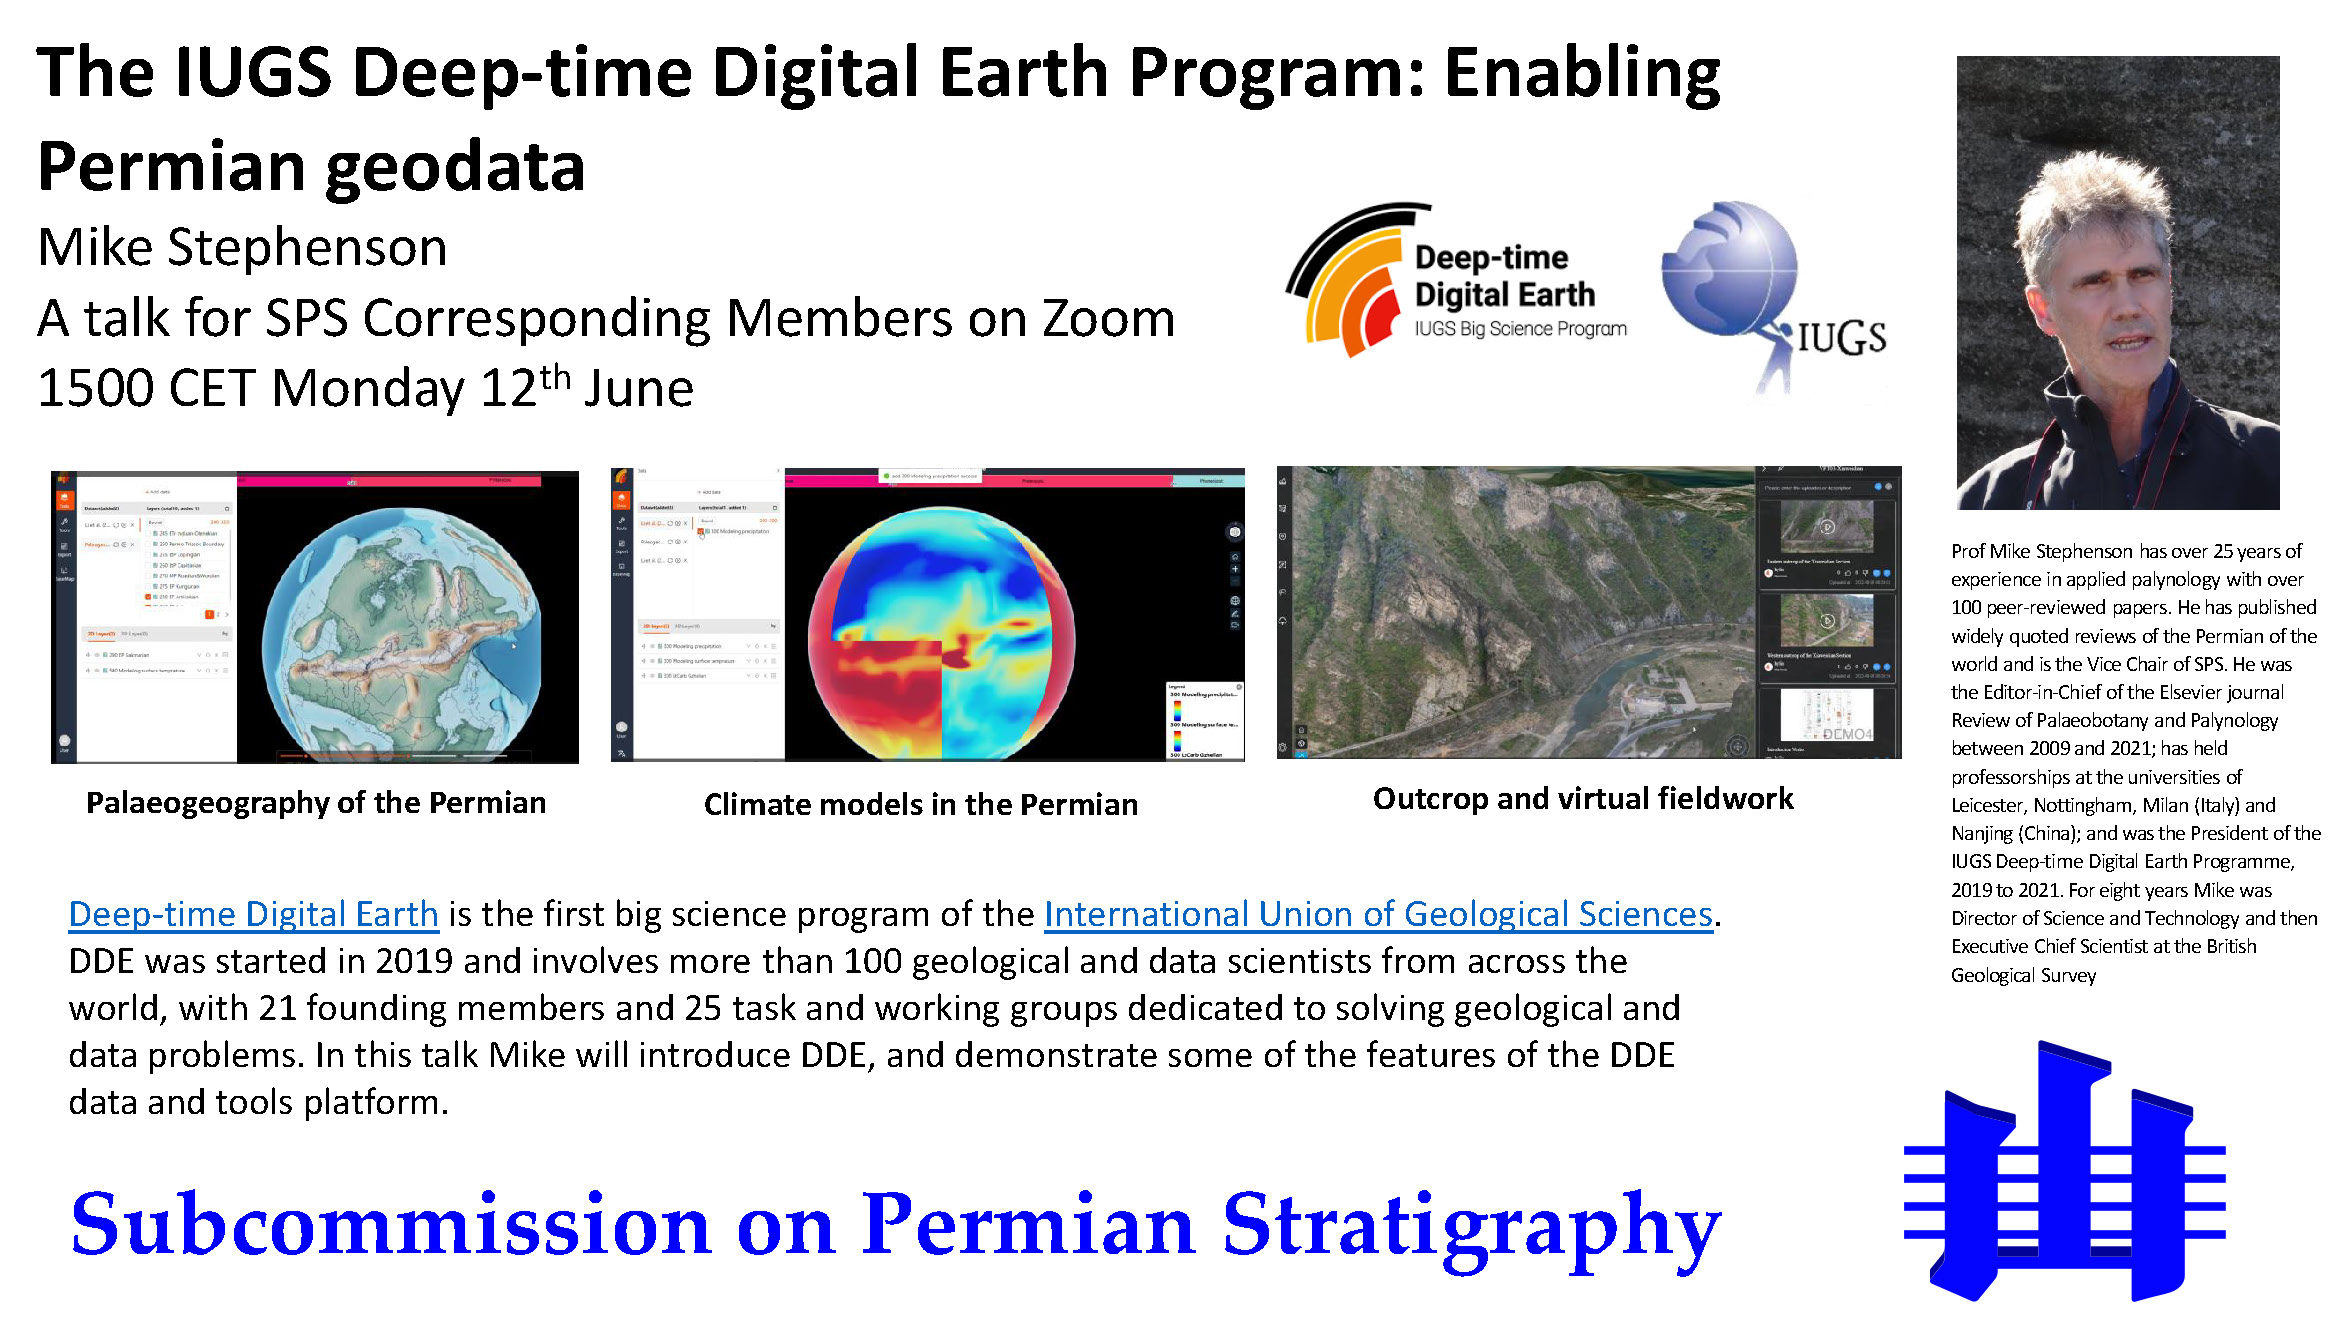 The IUGS Deep-time Digital Earth Program: Enabling
Permian geodata
Mike Stephenson
A talk for SPS Corresponding Members on Zoom
1500 CET Monday 12th June
Deep-time
Digital Earth
IUGS Big Science Program
IUGS
Palaeogeography of the Permian
Climate models in the Permian
Outcrop and virtual fieldwork
DEMO4
Prof Mike Stephenson has over 25 years of
experience in applied palynology with over
100 peer-reviewed papers. He has published
widely quoted reviews of the Permian of the
world and is the Vice Chair of SPS. He was
the Editor-in-Chief of the Elsevier journal
Review of Palaeobotany and Palynology
between 2009 and 2021; has held
professorships at the universities of
Leicester, Nottingham, Milan (Italy) and
Nanjing (China); and was the President of the
IUGS Deep-time Digital Earth Programme,
2019 to 2021. For eight years Mike was
Director of Science and Technology and then
Executive Chief Scientist at the British
Geological Survey
Deep-time Digital Earth is the first big science program of the International Union of Geological Sciences.
DDE was started in 2019 and involves more than 100 geological and data scientists from across the
world, with 21 founding members and 25 task and working groups dedicated to solving geological and
data problems. In this talk Mike will introduce DDE, and demonstrate some of the features of the DDE
data and tools platform.
Subcommission on Permian Stratigraphy